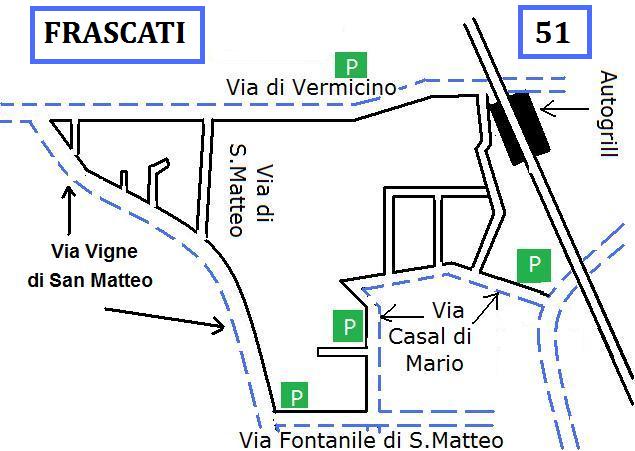 FRASCATI
51
P
Via di Vermicino
Autogrill
Via di
S.Matteo
Via Vigne
di San Matteo
P
P
Via
Casal di
Mario
P
Via Fontanile di S.Matteo